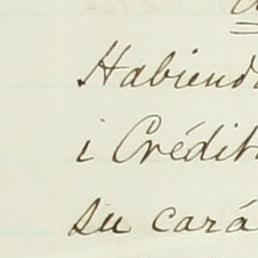 Habiend
i Crédit
su cará